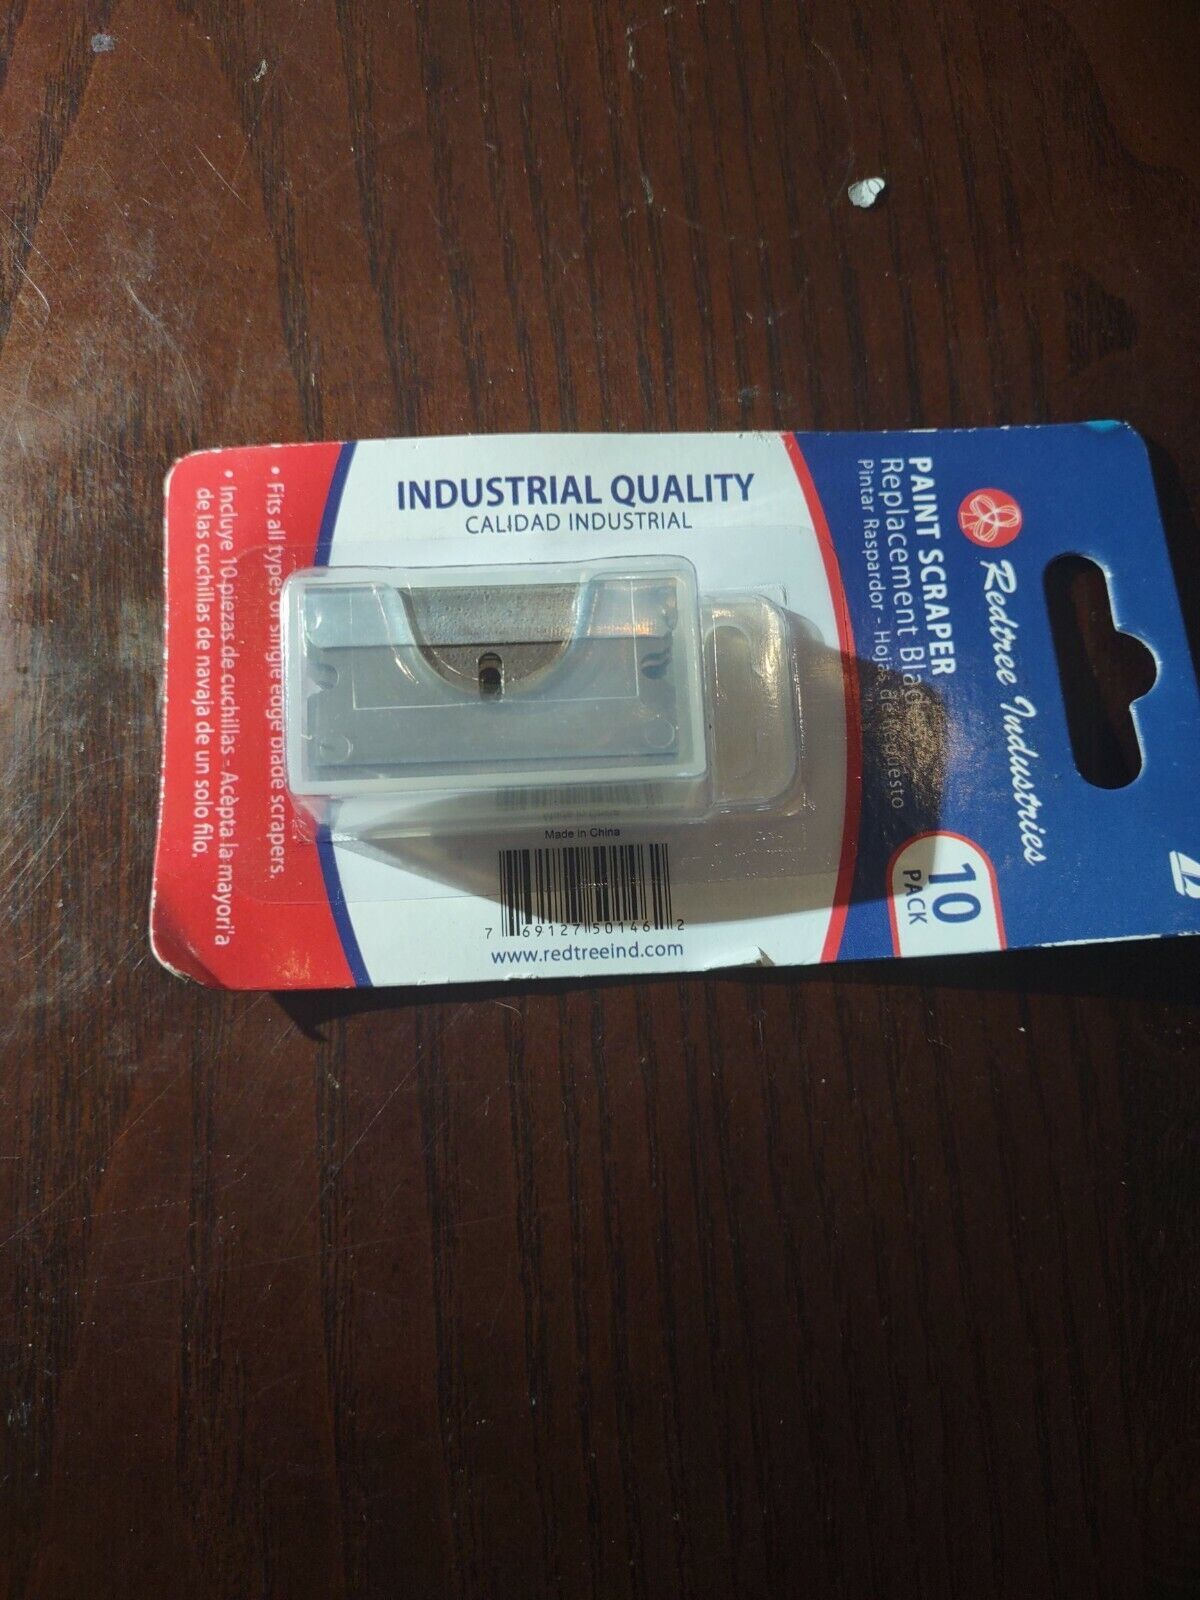 Redtree Industries
PAINT SCRAPER
Replacement Blades
Pintar Raspardor - Hojas de Repuesto
10
PACK
INDUSTRIAL QUALITY
CALIDAD INDUSTRIAL
• Fits all types of single edge blade scrapers.
• Incluye 10 piezas de cuchillas - Acèpta la mayori'a
de las cuchillas de navaja de un solo filo.
Made in China
7 69127 50146 2
www.redtreeind.com